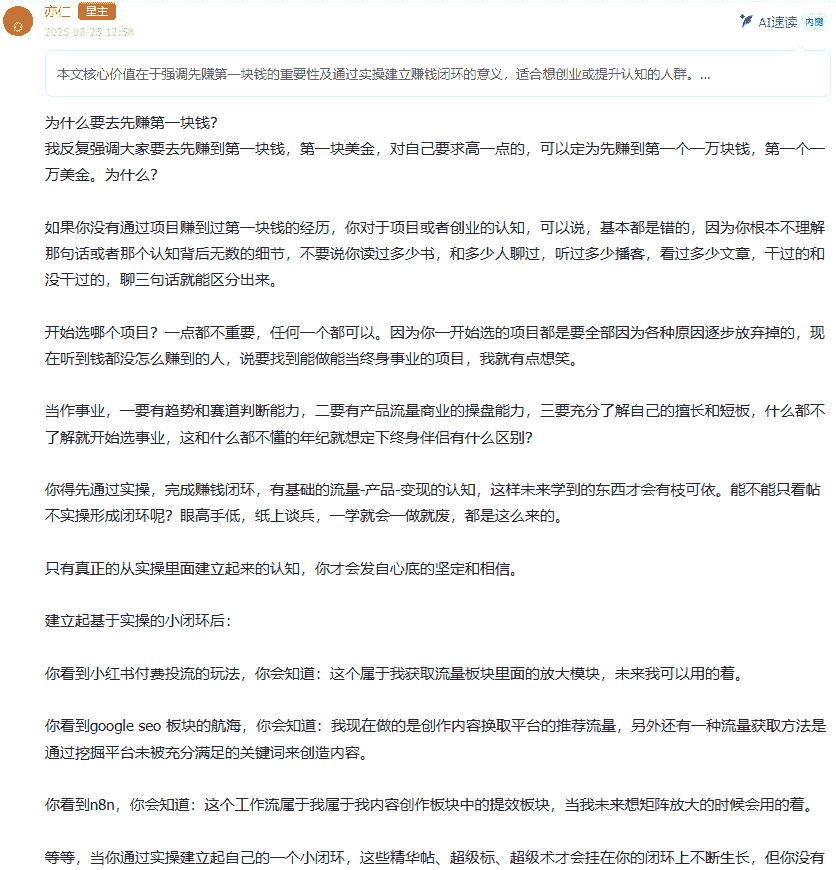 亦仁 星主
2025-08-25 12:58
AI速读 内测
本文核心价值在于强调先赚第一块钱的重要性及通过实操建立赚钱闭环的意义，适合想创业或提升认知的人群。...
为什么要去先赚第一块钱？
我反复强调大家要去先赚到第一块钱，第一块美金，对自己要求高一点的，可以定为先赚到第一个一万块钱，第一个一
万美金。为什么？
如果你没有通过项目赚到过第一块钱的经历，你对于项目或者创业的认知，可以说，基本都是错的，因为你根本不理解
那句话或者那个认知背后无数的细节，不要说你读过多少书，和多少人聊过，听过多少播客，看过多少文章，干过的和
没干过的，聊三句话就能区分出来。
开始选哪个项目？一点都不重要，任何一个都可以。因为你一开始选的项目都是要全部因为各种原因逐步放弃掉的，现
在听到钱都没怎么赚到的人，说要找到能做能当终身事业的项目，我就有点想笑。
当作事业，一要有趋势和赛道判断能力，二要有产品流量商业的操盘能力，三要充分了解自己的擅长和短板，什么都不
了解就开始选事业，这和什么都不懂的年纪就想定下终身伴侣有什么区别？
你得先通过实操，完成赚钱闭环，有基础的流量-产品-变现的认知，这样未来学到的东西才会有枝可依。能不能只看帖
不实操形成闭环呢？眼高手低，纸上谈兵，一学就会一做就废，都是这么来的。
只有真正的从实操里面建立起来的认知，你才会发自心底的坚定和相信。
建立起基于实操的小闭环后：
你看到小红书付费投流的玩法，你会知道：这个属于我获取流量板块里面的放大模块，未来我可以用的着。
你看到google seo 板块的航海，你会知道：我现在做的是创作内容换取平台的推荐流量，另外还有一种流量获取方法是
通过挖掘平台未被充分满足的关键词来创造内容。
你看到n8n，你会知道：这个工作流属于我属于我内容创作板块中的提效板块，当我未来想矩阵放大的时候会用的着。
等等，当你通过实操建立起自己的一个小闭环，这些精华帖、超级标、超级术才会挂在你的闭环上不断生长，但你没有